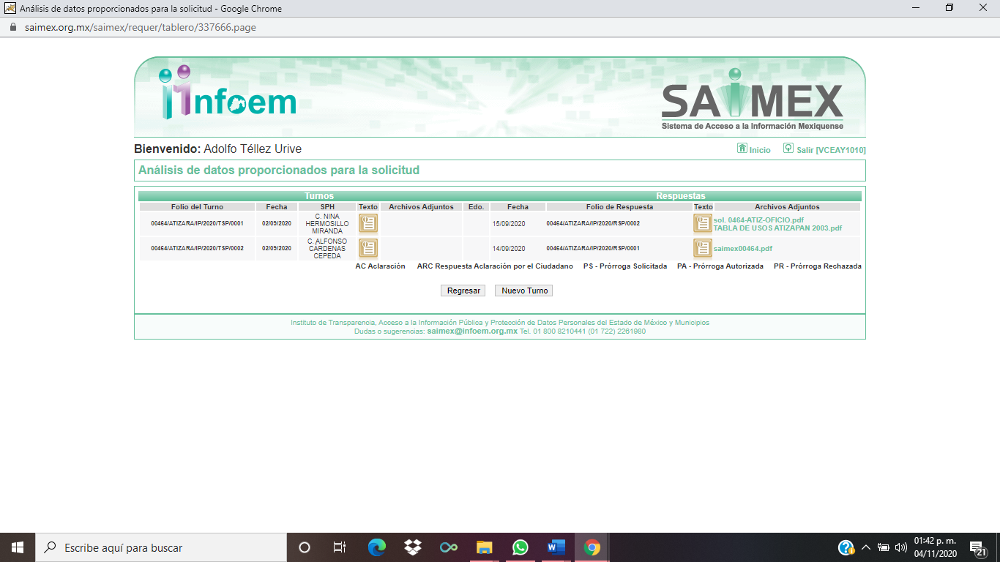 Análisis de datos proporcionados para la solicitud - Google Chrome
saimex.org.mx/saimex/requer/tablero/337666.page
infoem
SAIMEX
Sistema de Acceso a la Información Mexiquense
Bienvenido: Adolfo Téllez Urive
Inicio Salir [VCEAY1010]
Análisis de datos proporcionados para la solicitud
Turnos Respuestas
Folio del Turno Fecha SPH Texto Archivos Adjuntos Edo. Fecha Folio de Respuesta Texto Archivos Adjuntos
00464/ATIZARA/IP/2020/TSP/0001 02/09/2020 C. NINA HERMOSILLO MIRANDA 15/09/2020 00464/ATIZARA/IP/2020/RSP/0002 sol. 0464-ATIZ-OFICIO.pdf
TABLA DE USOS ATIZAPAN 2003.pdf
00464/ATIZARA/IP/2020/TSP/0002 02/09/2020 C. ALFONSO CÁRDENAS CEPEDA 14/09/2020 00464/ATIZARA/IP/2020/RSP/0001 saimex00464.pdf
AC Aclaración ARC Respuesta Aclaración por el Ciudadano PS - Prórroga Solicitada PA - Prórroga Autorizada PR - Prórroga Rechazada
Regresar Nuevo Turno
Instituto de Transparencia, Acceso a la Información Pública y Protección de Datos Personales del Estado de México y Municipios
Dudas o sugerencias: saimex@infoem.org.mx Tel. 01 800 8210441 (01 722) 2261980
Escribe aquí para buscar
01:42 p. m.
04/11/2020
21